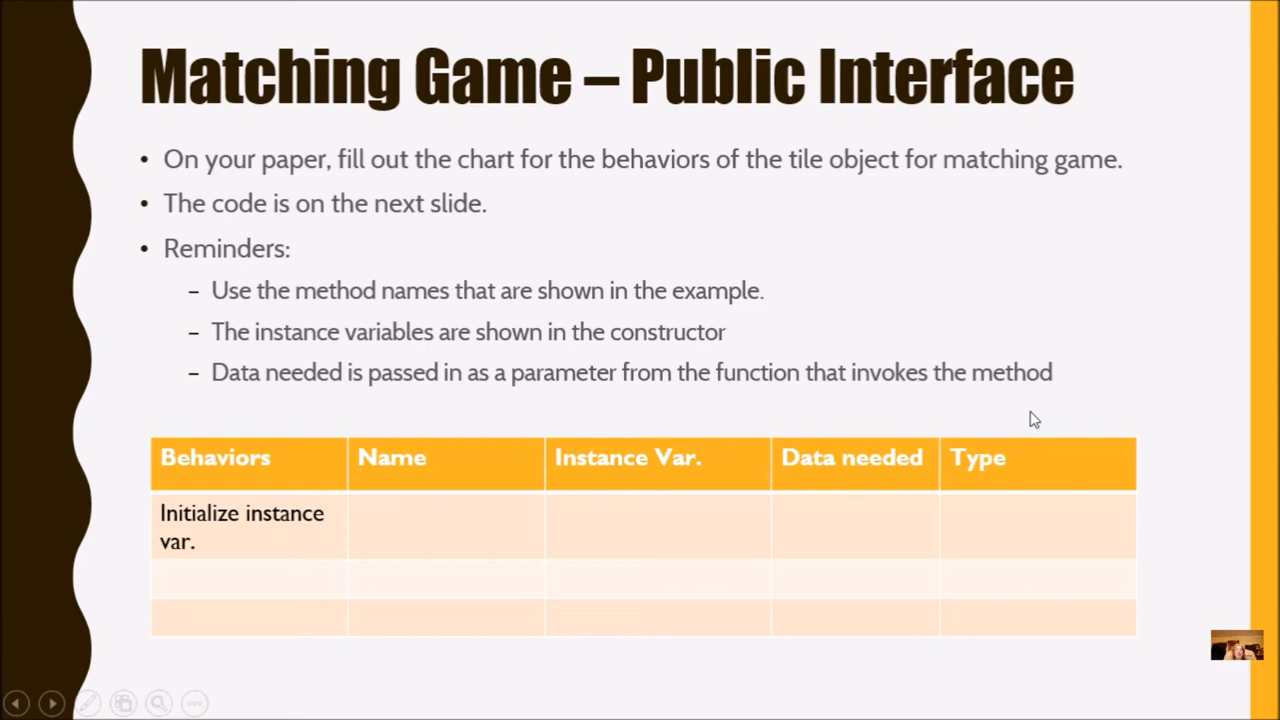 Matching Game – Public Interface
• On your paper, fill out the chart for the behaviors of the tile object for matching game.
• The code is on the next slide.
• Reminders:
– Use the method names that are shown in the example.
– The instance variables are shown in the constructor
– Data needed is passed in as a parameter from the function that invokes the method
Behaviors Name Instance Var. Data needed Type
Initialize instance
var.